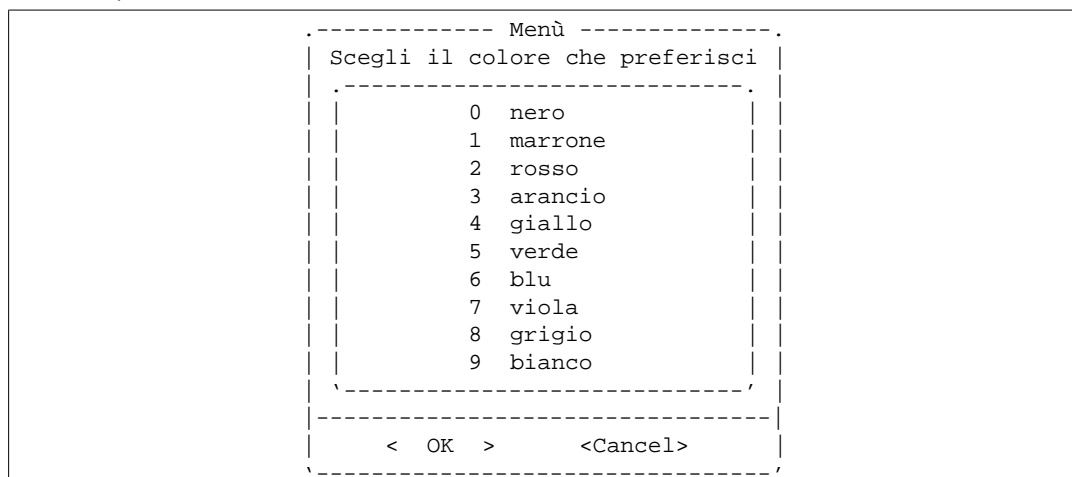 .------------- Menù --------------.
| Scegli il colore che preferisci |
| .-----------------------------. |
| |         0  nero             | |
| |         1  marrone          | |
| |         2  rosso            | |
| |         3  arancio          | |
| |         4  giallo           | |
| |         5  verde            | |
| |         6  blu              | |
| |         7  viola            | |
| |         8  grigio           | |
| |         9  bianco           | |
| '-----------------------------' |
|---------------------------------|
|     <  OK  >      <Cancel>      |
'---------------------------------'